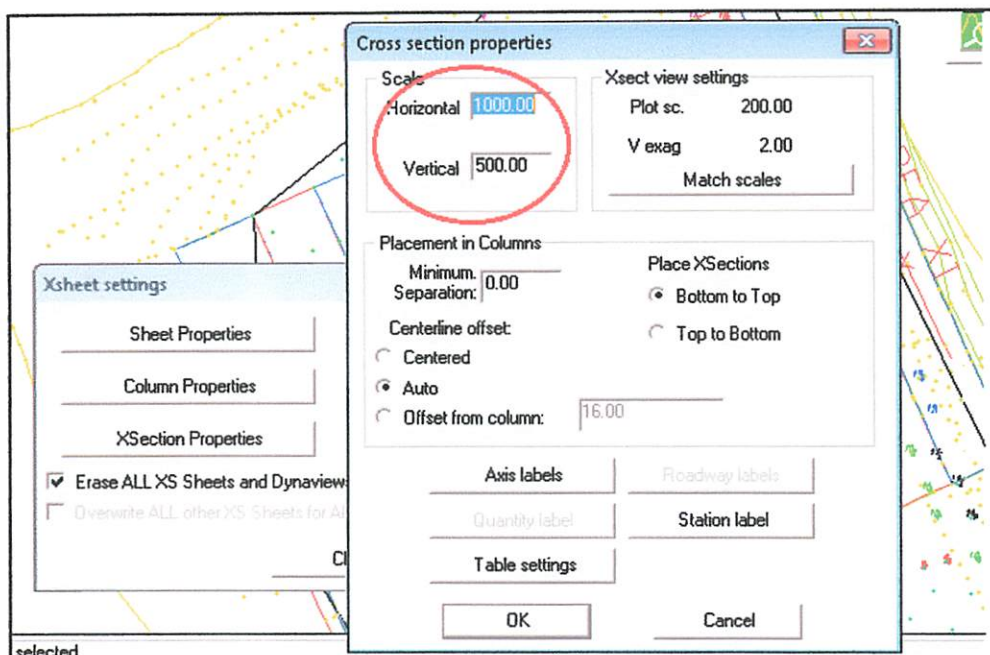 Cross section properties
Scale
Horizontal 1000.00
Vertical 500.00
Xsect view settings
Plot sc. 200.00
V exag 2.00
Match scales
Placement in Columns
Minimum.
Separation: 0.00
Centerline offset:
Centered
Auto
Offset from column: 16.00
Place XSections
Bottom to Top
Top to Bottom
Axis labels
Roadway labels
Quantity label
Station label
Table settings
OK
Cancel
Xsheet settings
Sheet Properties
Column Properties
XSection Properties
Erase ALL XS Sheets and Dynaview
Overwrite ALL other XS Sheets for Al
Cl
selected